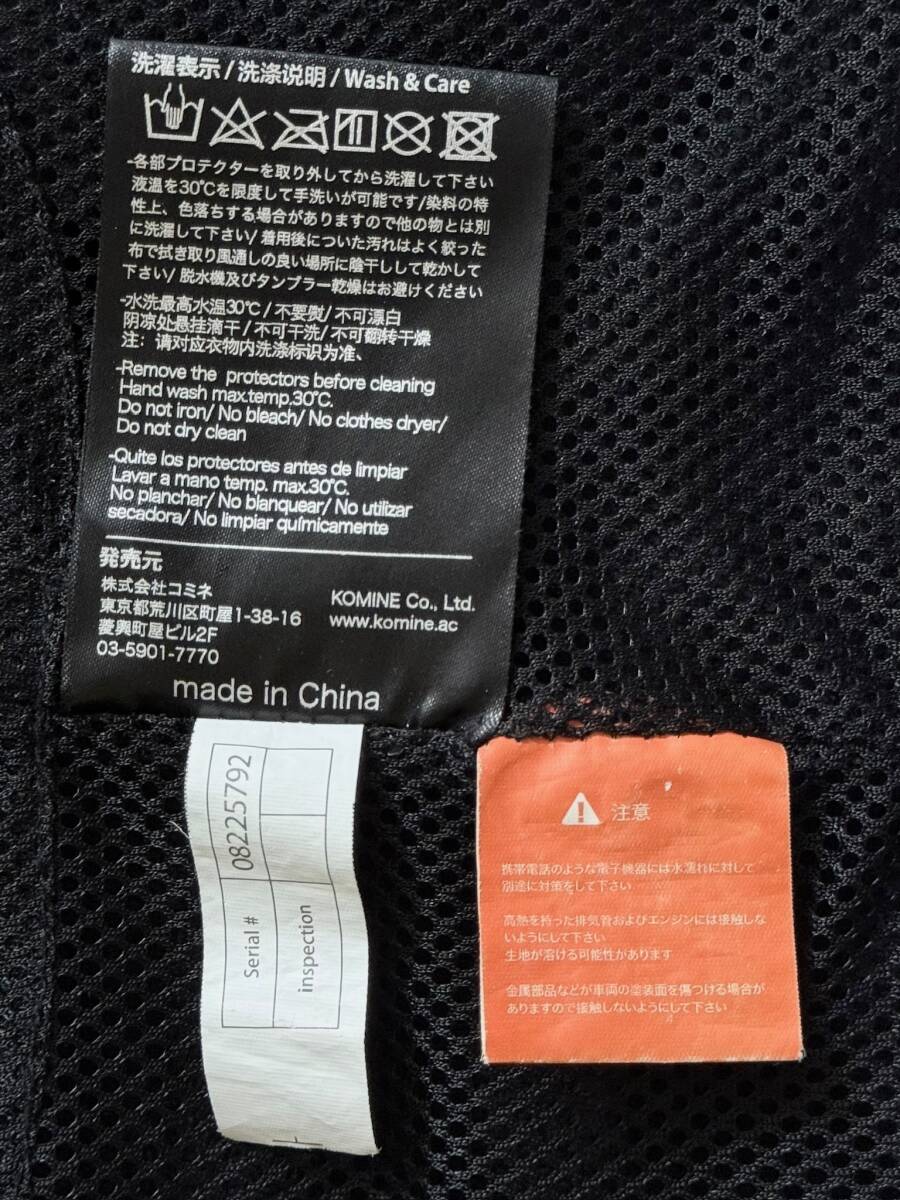 洗濯表示/洗涤说明/Wash & Care
-各部プロテクターを取り外してから洗濯して下さい
液温を30℃を限度して手洗いが可能です/染料の特
性上、色落ちする場合がありますので他の物とは別
に洗濯して下さい/ 着用後についた汚れはよく絞った
布で拭き取り風通しの良い場所に陰干しして乾かして
下さい/ 脱水機及びタンブラー乾燥はお避けください
-水洗最高水温30℃/不要熨/不可漂白
阴凉处悬挂滴干/不可干洗/不可翻转干燥
注：请对应衣物内洗涤标识为准、
-Remove the protectors before cleaning
Hand wash max.temp.30℃.
Do not iron/ No bleach/ No clothes dryer/
Do not dry clean
-Quite los protectores antes de limpiar
Lavar a mano temp. max.30℃.
No planchar/ No blanquear/ No utilizar
secadora/ No limpiar químicamente
発売元
株式会社コミネ
東京都荒川区町屋1-38-16
菱興町屋ビル2F
03-5901-7770
KOMINE Co., Ltd.
www.komine.ac
made in China
Serial # 08225792
inspection
注意
携帯電話のような電子機器には水濡れに対して
別途に対策をして下さい
高熱を持った排気管およびエンジンには接触しな
いようにして下さい
生地が溶ける可能性があります
金属部品などが車両の塗装面を傷つける場合が
ありますので接触しないようにして下さい